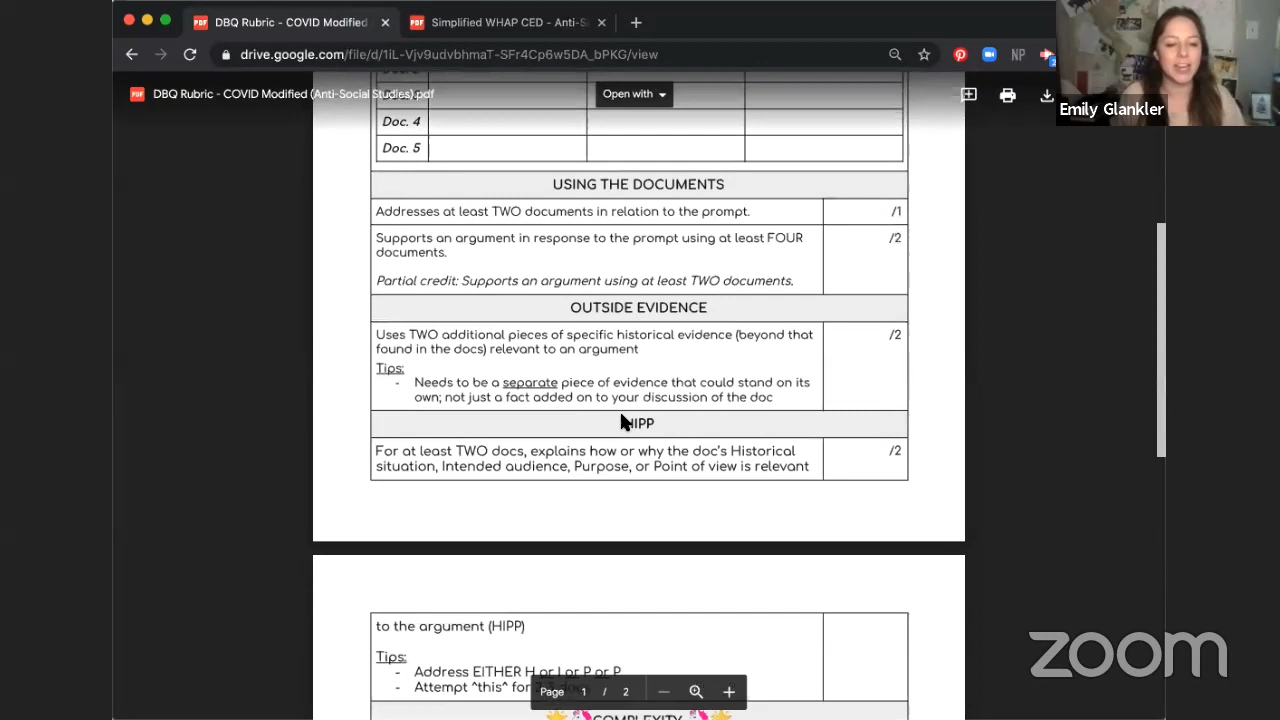 DBQ Rubric - COVID Modified
Simplified WHAP CED - Anti-S
drive.google.com/file/d/1iL-Vjv9udvbhmaT-SFr4Cp6w5DA_bPKG/view
NP
Emily Glankler
DBQ Rubric - COVID Modified (Anti-Social Studies).pdf
Open with
Doc. 4
Doc. 5
USING THE DOCUMENTS
Addresses at least TWO documents in relation to the prompt. /1
Supports an argument in response to the prompt using at least FOUR /2
documents.
Partial credit: Supports an argument using at least TWO documents.
OUTSIDE EVIDENCE
Uses TWO additional pieces of specific historical evidence (beyond that /2
found in the docs) relevant to an argument
Tips:
- Needs to be a separate piece of evidence that could stand on its
own; not just a fact added on to your discussion of the doc
HIPP
For at least TWO docs, explains how or why the doc's Historical /2
situation, Intended audience, Purpose, or Point of view is relevant
to the argument (HIPP)
Tips:
- Address EITHER H or I or P or P
- Attempt ^this^ for
Page 1 / 2
COMPLEXITY
zoom